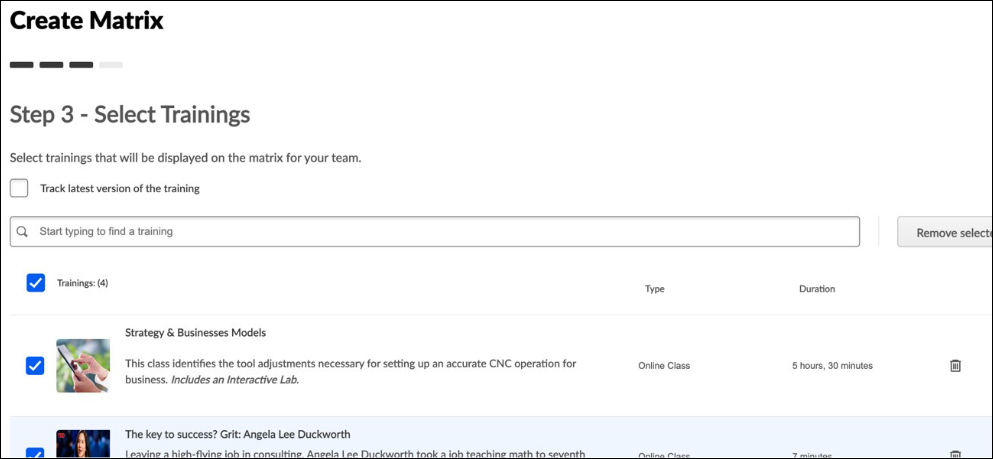 Create Matrix
Step 3 - Select Trainings
Select trainings that will be displayed on the matrix for your team.
Track latest version of the training
Start typing to find a training
Remove selecte
Trainings: (4)
Type
Duration
Strategy & Businesses Models
This class identifies the tool adjustments necessary for setting up an accurate CNC operation for
business. Includes an Interactive Lab.
Online Class
5 hours, 30 minutes
The key to success? Grit: Angela Lee Duckworth
Leaving a high-flying job in consulting, Angela Lee Duckworth took a job teaching math to seventh
Online Class
7 minutes